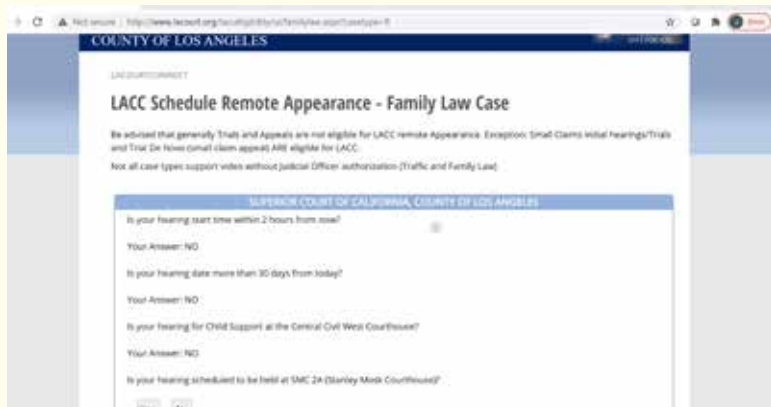 Not secure
COUNTY OF LOS ANGELES
LACOURTCONNECT
LACC Schedule Remote Appearance - Family Law Case
Be advised that generally Trials and Appeals are not eligible for LACC remote Appearance. Exception: Small Claims initial hearings/Trials
and Trial De Novo (small claim appeal) ARE eligible for LACC.
Not all case types support video without Judicial Officer authorization (Traffic and Family Law)
SUPERIOR COURT OF CALIFORNIA, COUNTY OF LOS ANGELES
Is your hearing start time within 2 hours from now?
Your Answer: NO
Is your hearing date more than 30 days from today?
Your Answer: NO
Is your hearing for Child Support at the Central Civil West Courthouse?
Your Answer: NO
Is your hearing scheduled to be held at SMC 2A (Stanley Mosk Courthouse)?